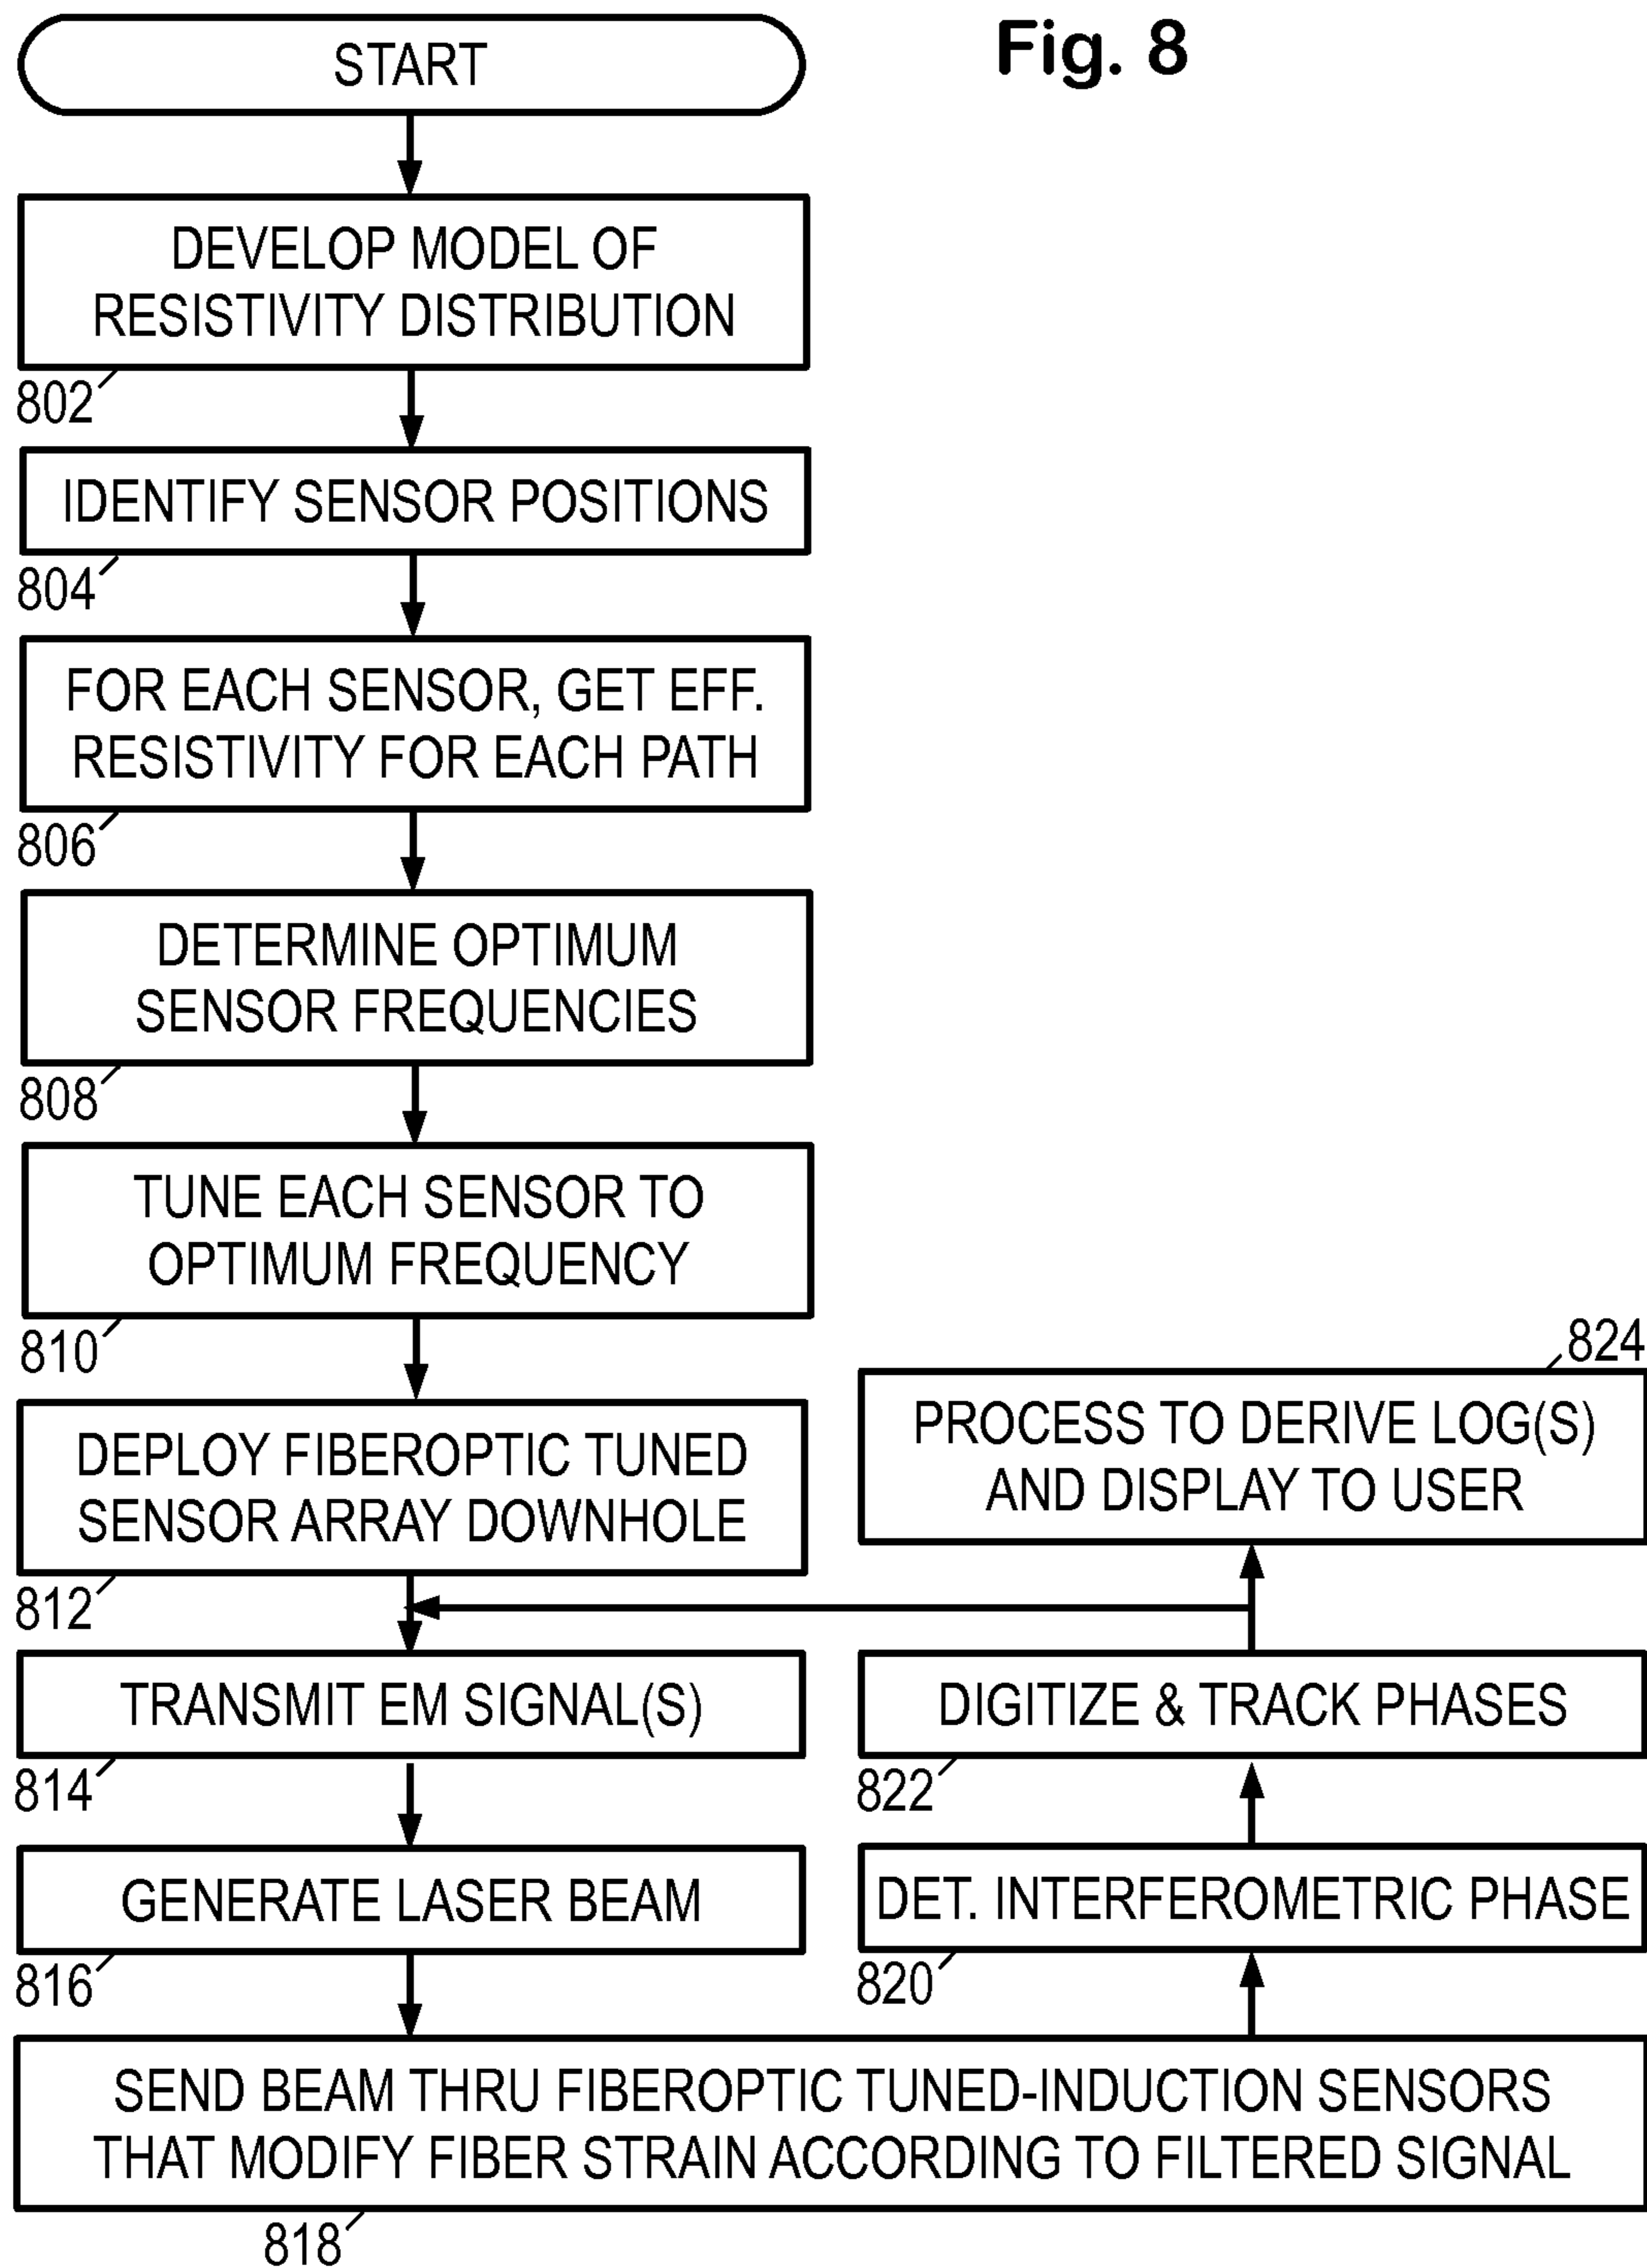 Fig. 8
START
DEVELOP MODEL OF
RESISTIVITY DISTRIBUTION
802
IDENTIFY SENSOR POSITIONS
804
FOR EACH SENSOR, GET EFF.
RESISTIVITY FOR EACH PATH
806
DETERMINE OPTIMUM
SENSOR FREQUENCIES
808
TUNE EACH SENSOR TO
OPTIMUM FREQUENCY
810
DEPLOY FIBEROPTIC TUNED
SENSOR ARRAY DOWNHOLE
812
TRANSMIT EM SIGNAL(S)
814
GENERATE LASER BEAM
816
SEND BEAM THRU FIBEROPTIC TUNED-INDUCTION SENSORS
THAT MODIFY FIBER STRAIN ACCORDING TO FILTERED SIGNAL
818
DET. INTERFEROMETRIC PHASE
820
DIGITIZE & TRACK PHASES
822
824
PROCESS TO DERIVE LOG(S)
AND DISPLAY TO USER